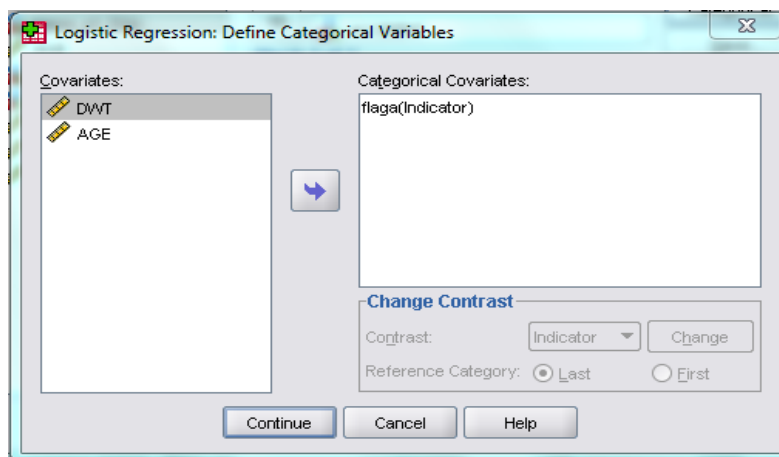 Logistic Regression: Define Categorical Variables
Covariates:
DWT
AGE
Categorical Covariates:
flaga(Indicator)
Change Contrast
Contrast:
Indicator
Change
Reference Category:
Last
First
Continue
Cancel
Help